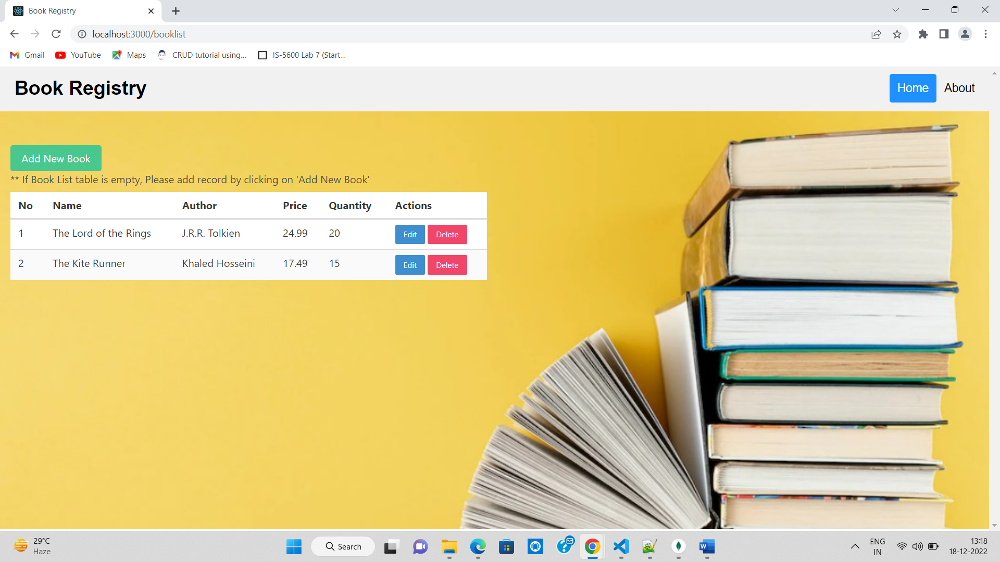 Book Registry
localhost:3000/booklist
Gmail YouTube Maps CRUD tutorial using... IS-5600 Lab 7 (Start...
Book Registry Home About
Add New Book
** If Book List table is empty, Please add record by clicking on 'Add New Book'
No Name Author Price Quantity Actions
1 The Lord of the Rings J.R.R. Tolkien 24.99 20 Edit Delete
2 The Kite Runner Khaled Hosseini 17.49 15 Edit Delete
29°C
Haze
Search
ENG
IN
13:18
18-12-2022